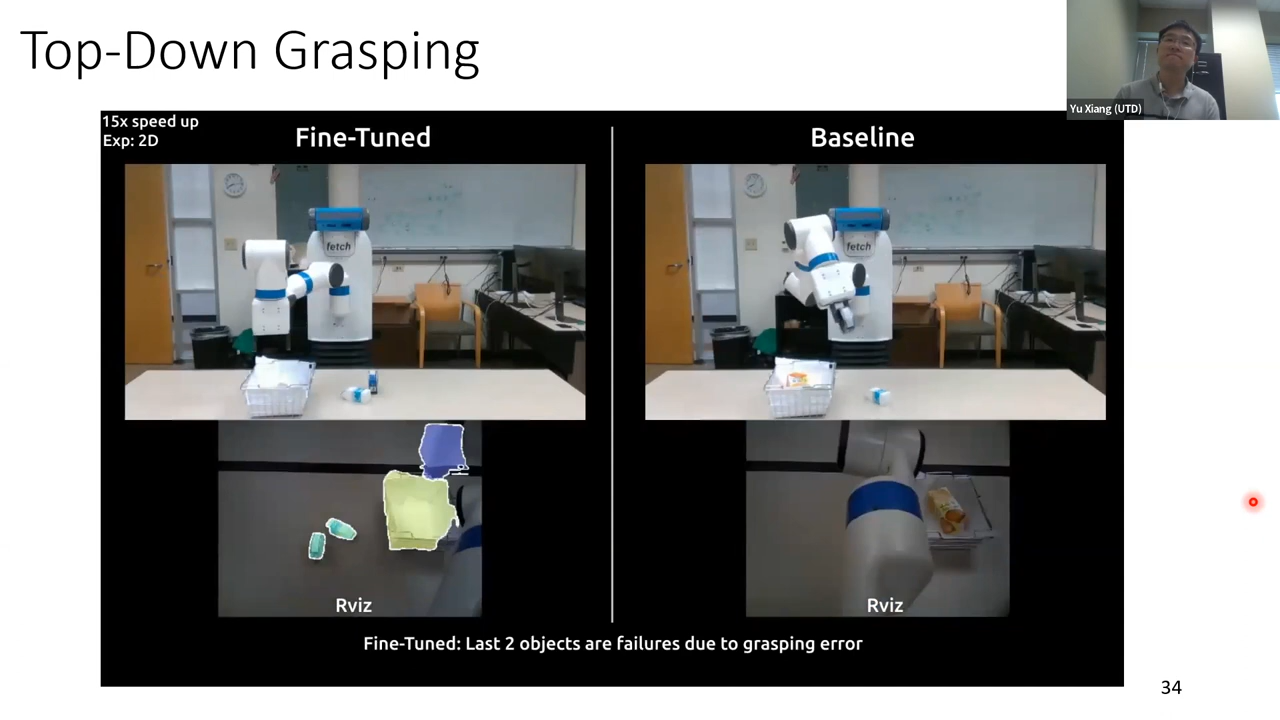 Top-Down Grasping
Yu Xiang (UTD)
15x speed up
Exp: 2D
Fine-Tuned
Baseline
fetch
fetch
Rviz
Rviz
Fine-Tuned: Last 2 objects are failures due to grasping error
34